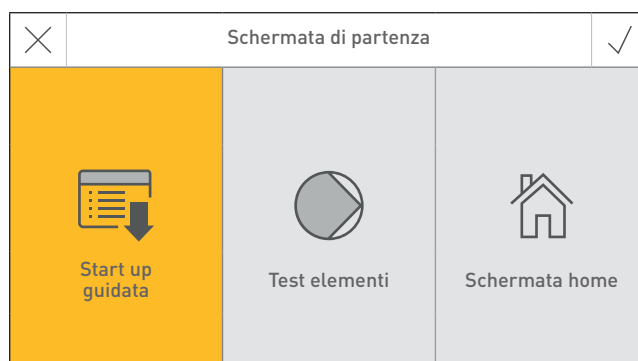 Schermata di partenza
Start up
guidata
Test elementi
Schermata home